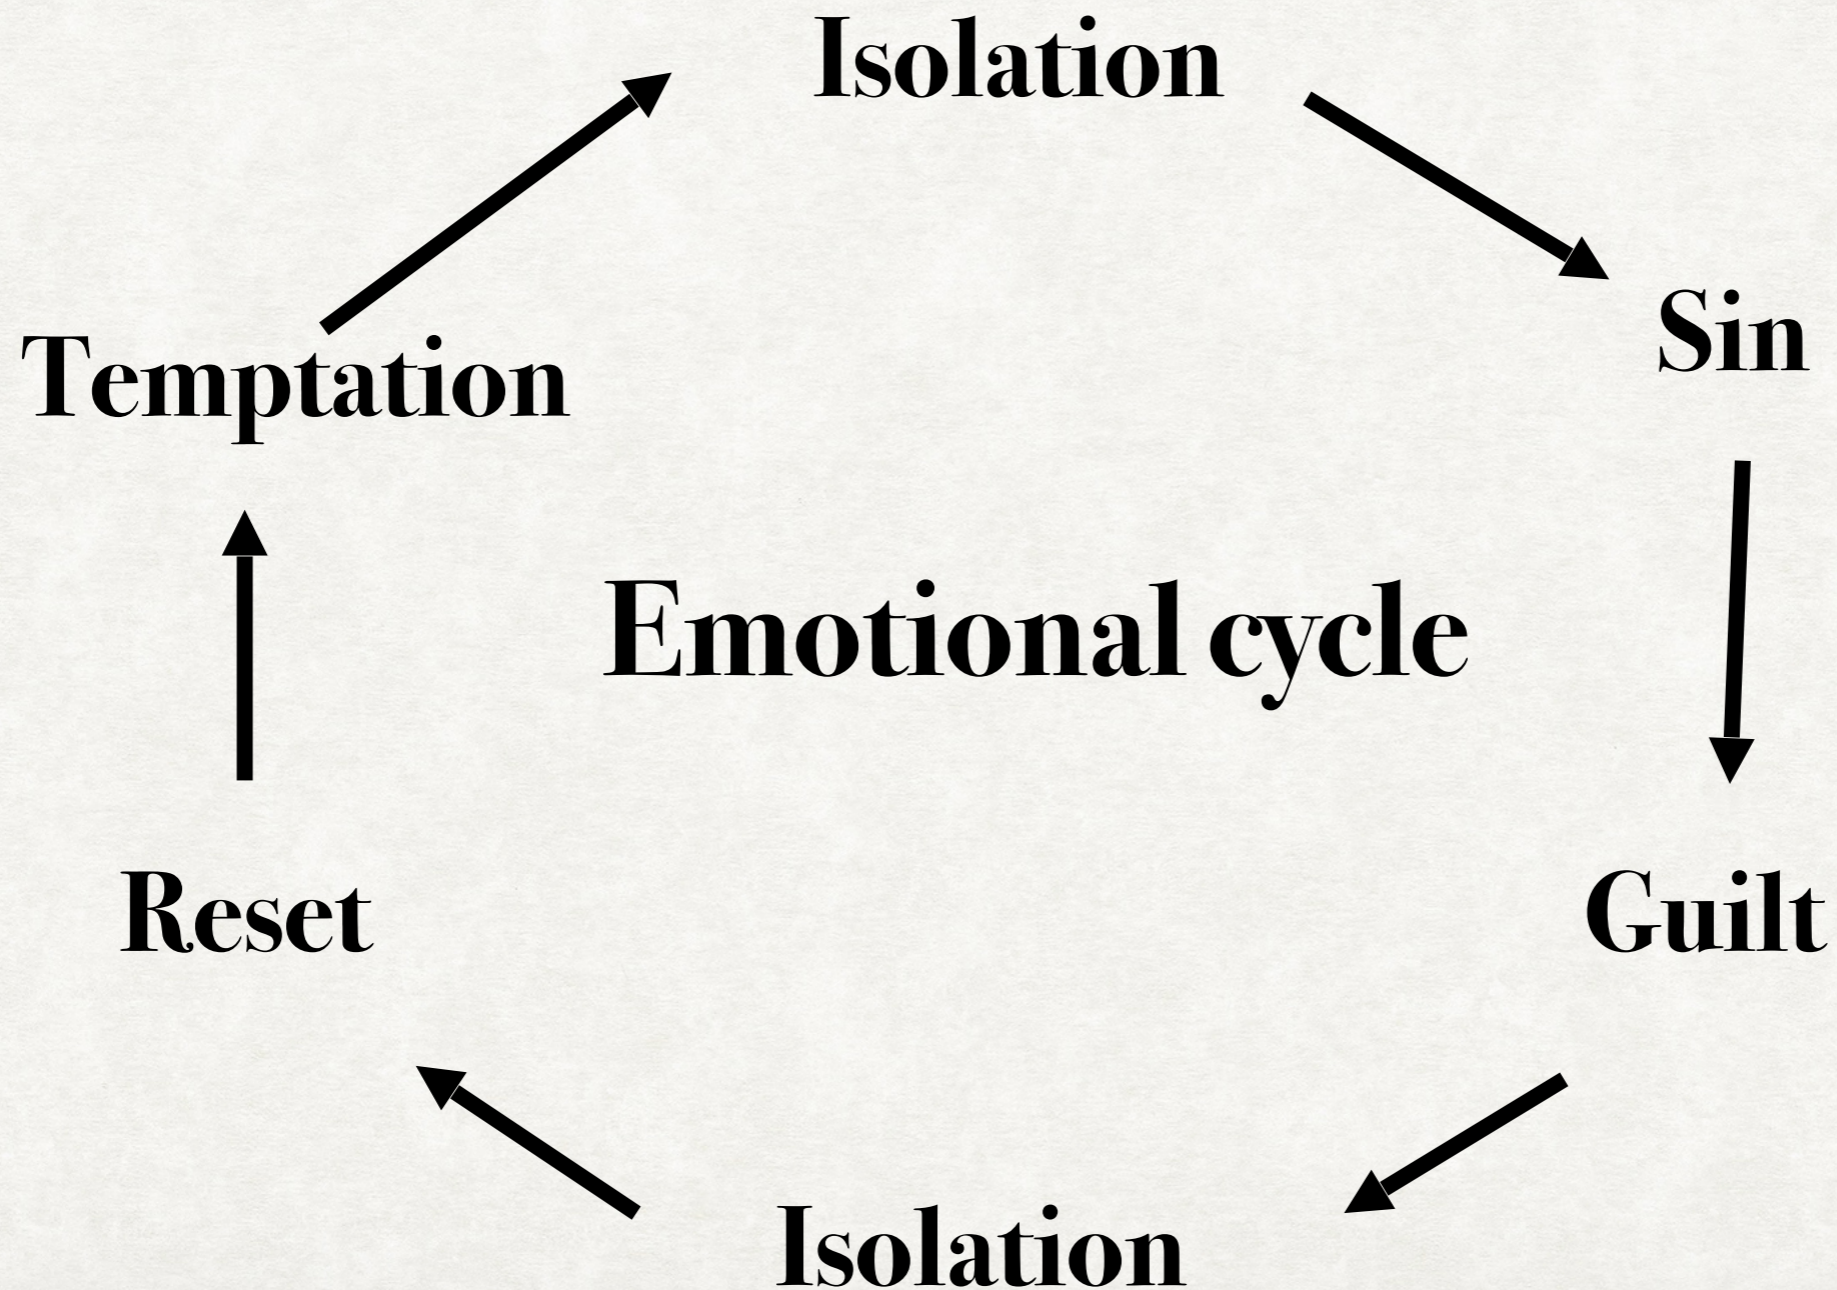 Isolation
Sin
Temptation
Emotional cycle
Reset
Guilt
Isolation